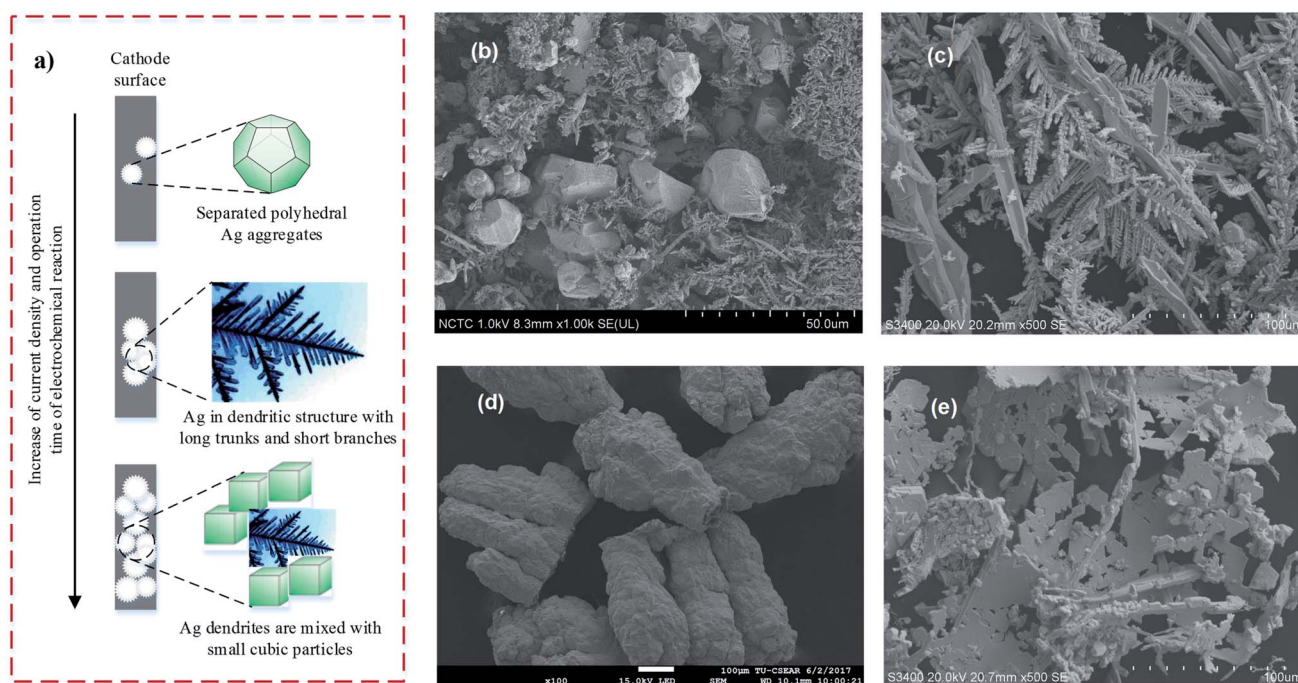 a)
Cathode
surface
Increase of current density and operation
time of electrochemical reaction
Separated polyhedral
Ag aggregates
Ag in dendritic structure with
long trunks and short branches
Ag dendrites are mixed with
small cubic particles
(b)
NCTC 1.0kV 8.3mm x1.00k SE(UL)
50.0um
(c)
S3400 20.0kV 20.2mm x500 SE
100um
(d)
100μm TU-CSEAR 6/2/2017
x100 15.0kV LED SEM WD 10.1mm 10:00:21
(e)
S3400 20.0kV 20.7mm x500 SE
100um